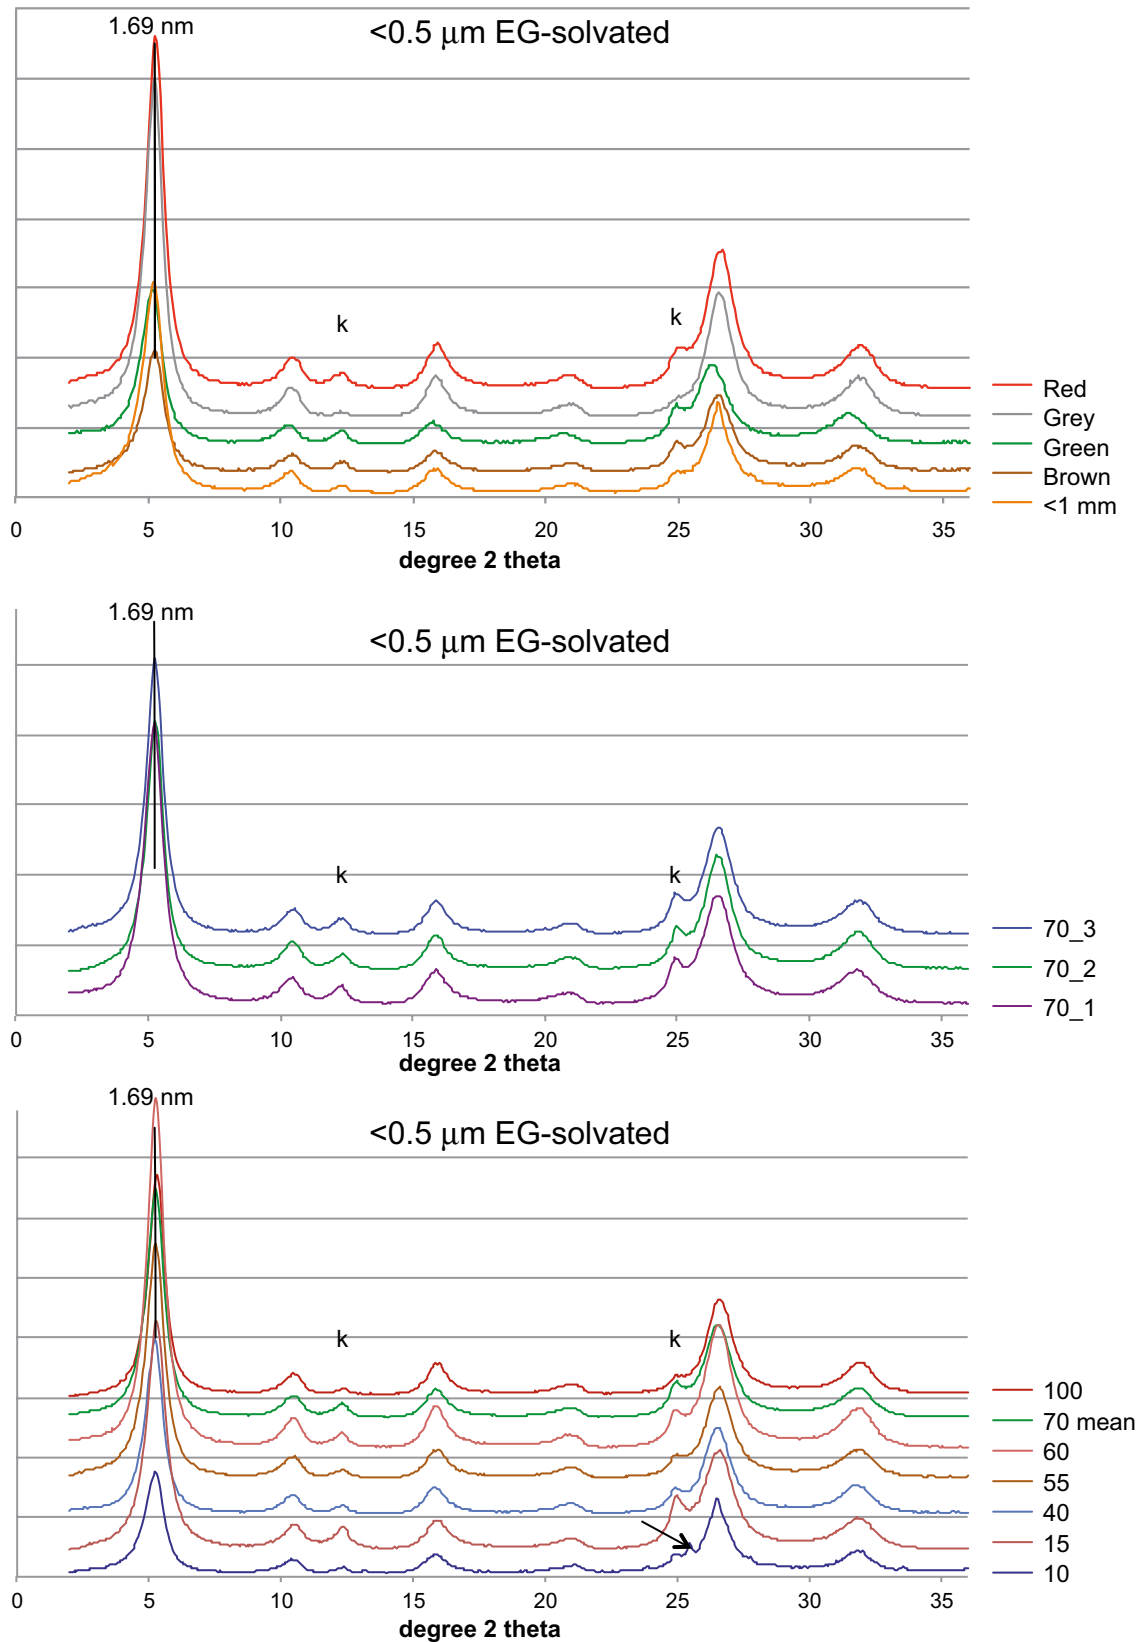 1.69 nm
<0.5 μm EG-solvated
k
k
Red
Grey
Green
Brown
<1 mm
0 5 10 15 20 25 30 35
degree 2 theta
1.69 nm
<0.5 μm EG-solvated
k
k
70_3
70_2
70_1
0 5 10 15 20 25 30 35
degree 2 theta
1.69 nm
<0.5 μm EG-solvated
k
k
100
70 mean
60
55
40
15
10
0 5 10 15 20 25 30 35
degree 2 theta